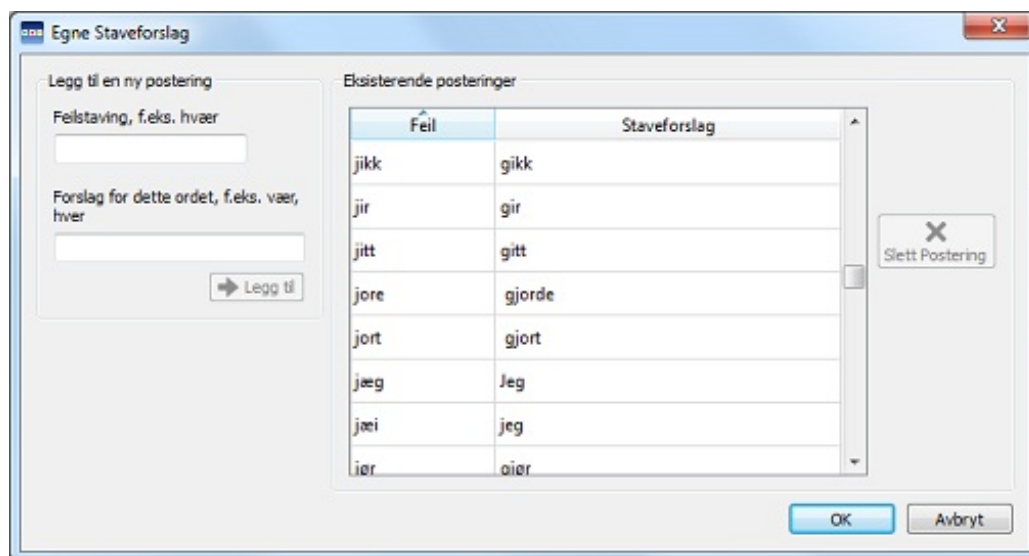 Egne Staveforslag
Legg til en ny postering
Feilstaving, f.eks. hvær
Forslag for dette ordet, f.eks. vær,
hver
Legg til
Eksisterende posteringer
Feil Staveforslag
jikk gikk
jir gir
jitt gitt
jore gjorde
jort gjort
jæg Jeg
jæi jeg
jør gjør
Slett Postering
OK Avbryt